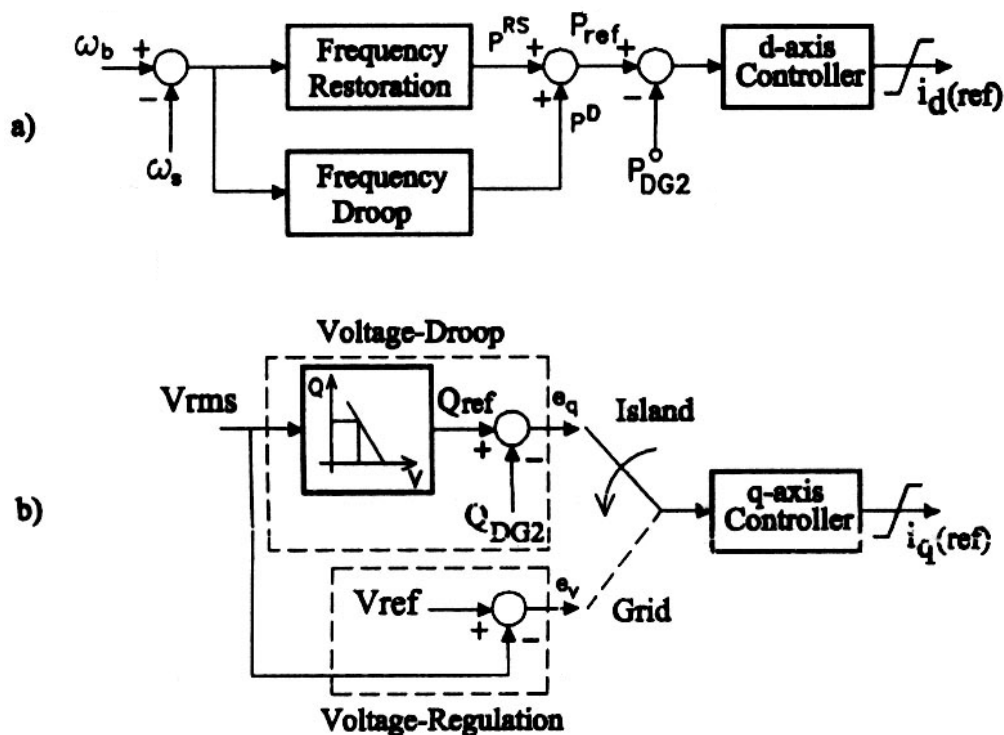 a)
ω_b
+
−
ω_s
Frequency
Restoration
P^RS
+
+
P^D
Frequency
Droop
P_ref
+
−
P_DG2
d-axis
Controller
i_d(ref)
b)
Voltage-Droop
Vrms
Q
V
Qref
+
−
Q_DG2
e_q
Island
Vref
+
−
e_v
Grid
Voltage-Regulation
q-axis
Controller
i_q(ref)